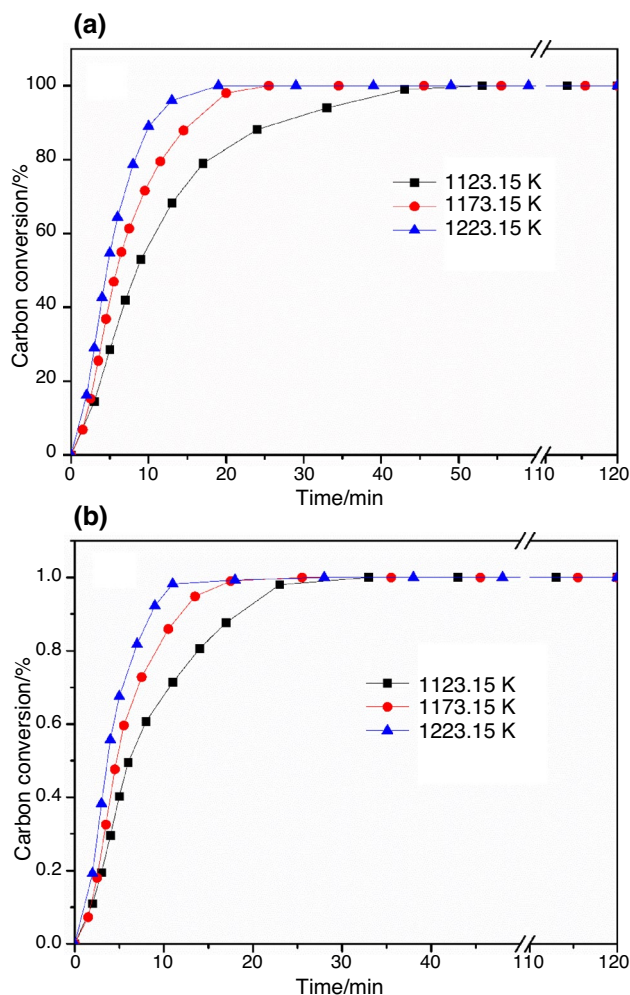 (a)
100
80
60
40
20
0
Carbon conversion/%
1123.15 K
1173.15 K
1223.15 K
0 10 20 30 40 50 110 120
Time/min
(b)
1.0
0.8
0.6
0.4
0.2
0.0
Carbon conversion/%
1123.15 K
1173.15 K
1223.15 K
0 10 20 30 40 110 120
Time/min